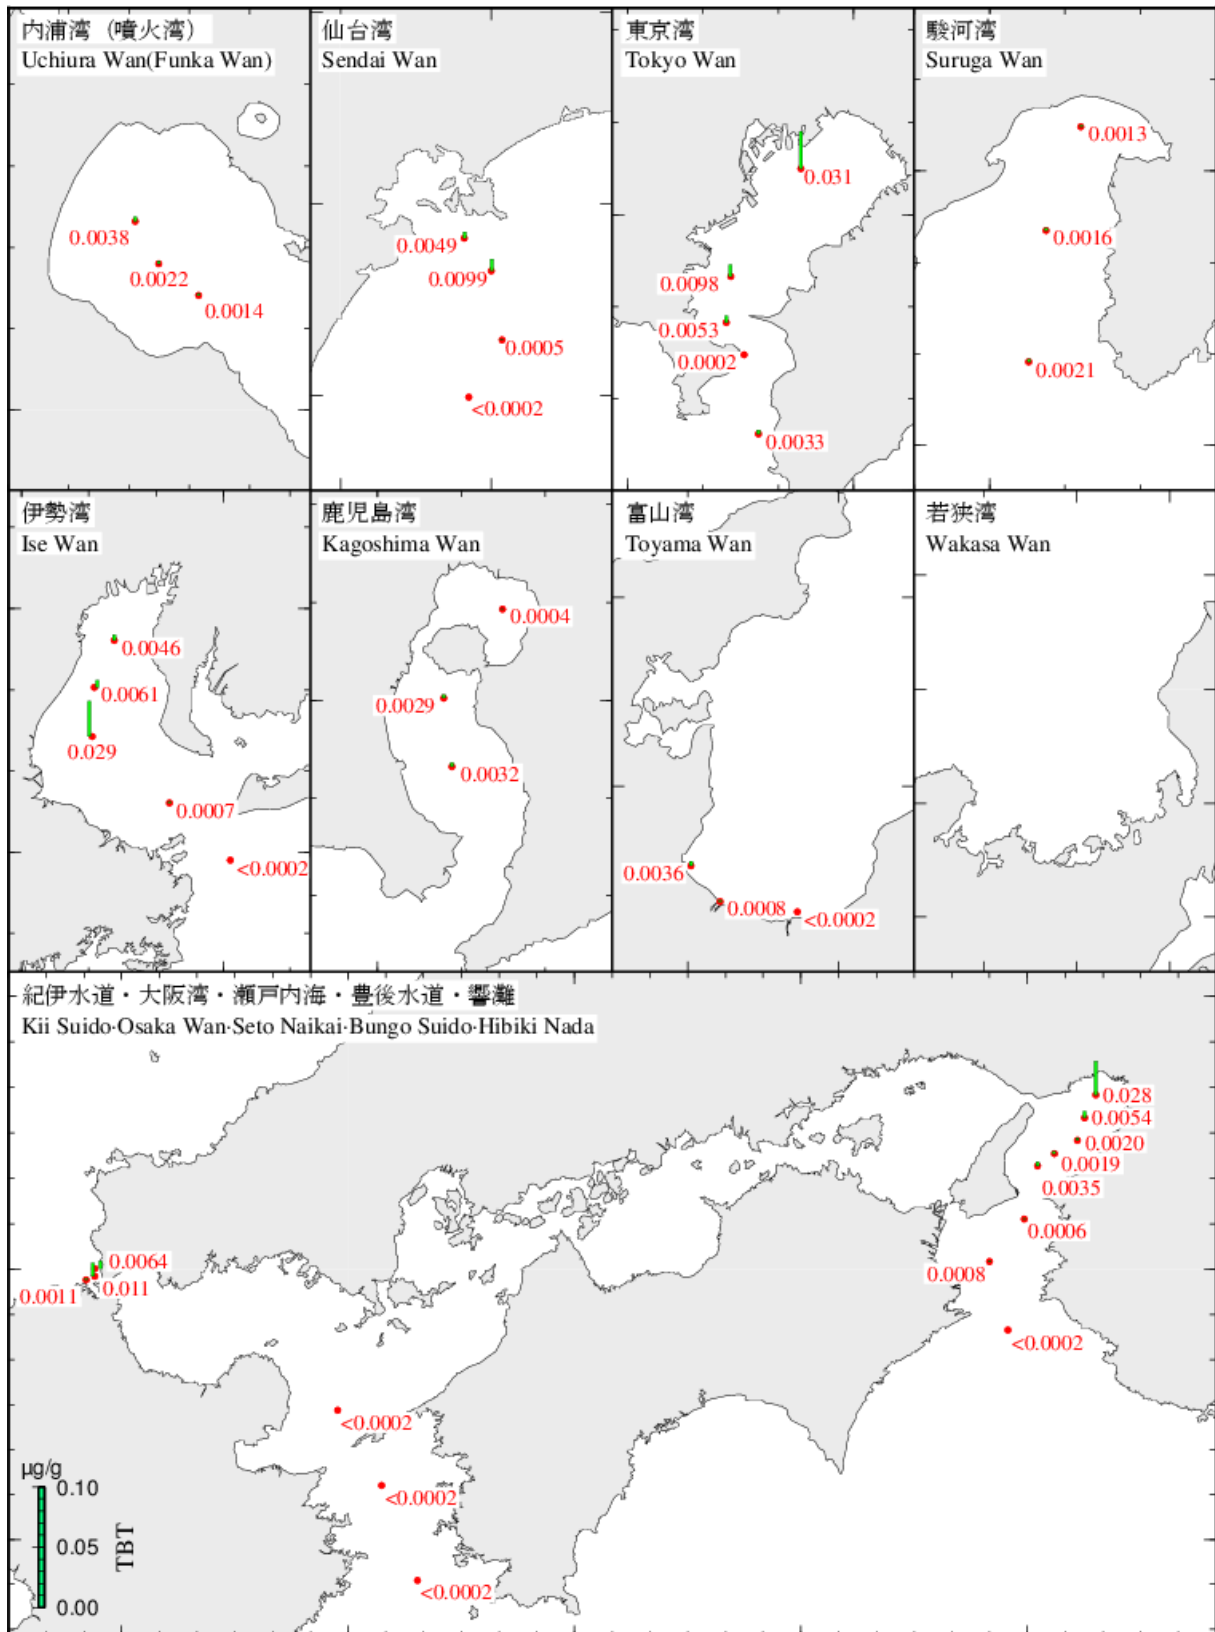 内浦湾（噴火湾）
Uchiura Wan(Funka Wan)
0.0038
0.0022
0.0014
仙台湾
Sendai Wan
0.0049
0.0099
0.0005
<0.0002
東京湾
Tokyo Wan
0.031
0.0098
0.0053
0.0002
0.0033
駿河湾
Suruga Wan
0.0013
0.0016
0.0021
伊勢湾
Ise Wan
0.0046
0.0061
0.029
0.0007
<0.0002
鹿児島湾
Kagoshima Wan
0.0004
0.0029
0.0032
富山湾
Toyama Wan
0.0036
0.0008
<0.0002
若狭湾
Wakasa Wan
紀伊水道・大阪湾・瀬戸内海・豊後水道・響灘
Kii Suido·Osaka Wan·Seto Naikai·Bungo Suido·Hibiki Nada
0.028
0.0054
0.0020
0.0019
0.0035
0.0006
0.0008
<0.0002
0.0064
0.011
0.0011
<0.0002
<0.0002
<0.0002
µg/g
0.10
0.05
0.00
TBT